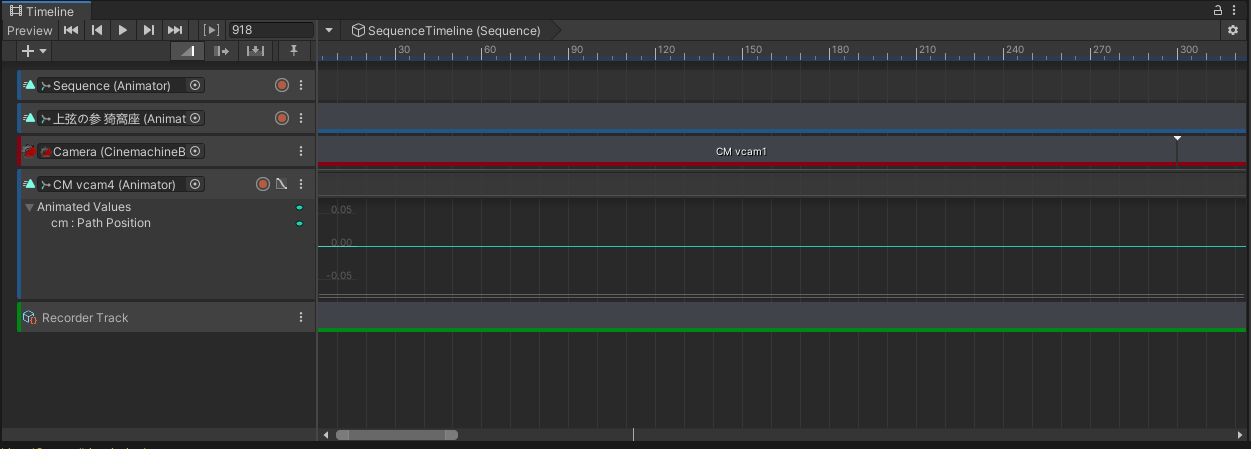 Timeline
Preview 918 SequenceTimeline (Sequence)
30 60 90 120 150 180 210 240 270 300
Sequence (Animator)
上弦の参 猗窩座 (Animat
Camera (CinemachineB
CM vcam1
CM vcam4 (Animator)
Animated Values
0.05
cm : Path Position
0.00
-0.05
Recorder Track